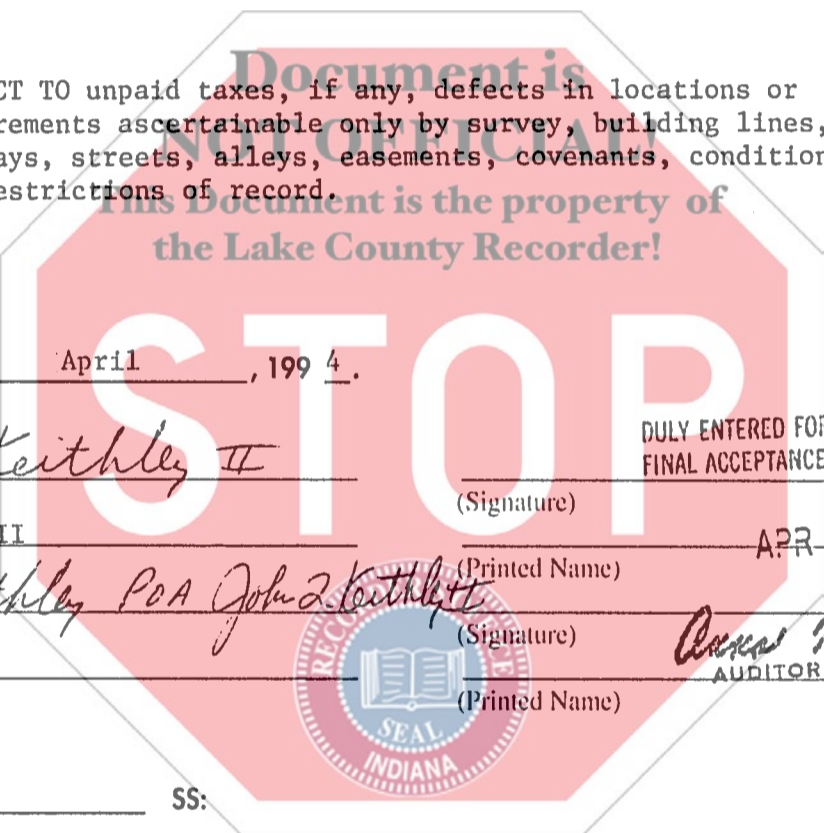 Document is
CT TO unpaid taxes, if any, defects in locations or
rements ascertainable only by survey, building lines,
NOT OFFICIAL!
ays, streets, alleys, easements, covenants, condition
estrictions of record.
This Document is the property of
the Lake County Recorder!
STOP
April , 199 4.
Keithley II
DULY ENTERED FOR
FINAL ACCEPTANCE
(Signature)
II
APR
(Printed Name)
thley POA John L Keithley II
(Signature)
AUDITOR
(Printed Name)
SEAL
INDIANA
SS: